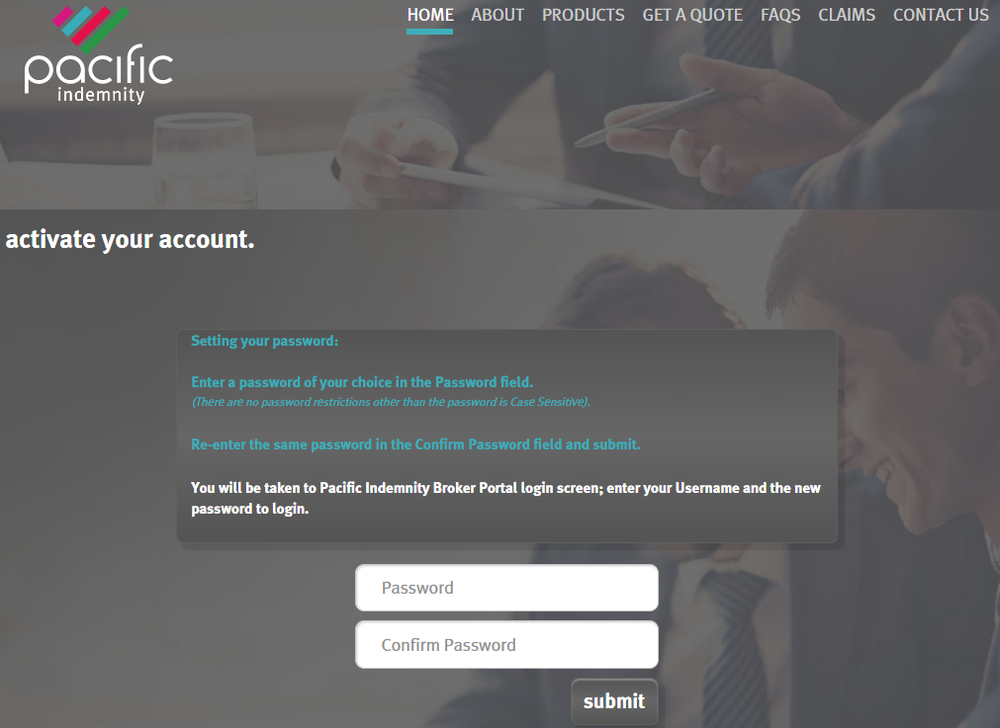 pacific
indemnity
HOME ABOUT PRODUCTS GET A QUOTE FAQS CLAIMS CONTACT US
activate your account.
Setting your password:
Enter a password of your choice in the Password field.
(There are no password restrictions other than the password is Case Sensitive).
Re-enter the same password in the Confirm Password field and submit.
You will be taken to Pacific Indemnity Broker Portal login screen; enter your Username and the new
password to login.
Password
Confirm Password
submit